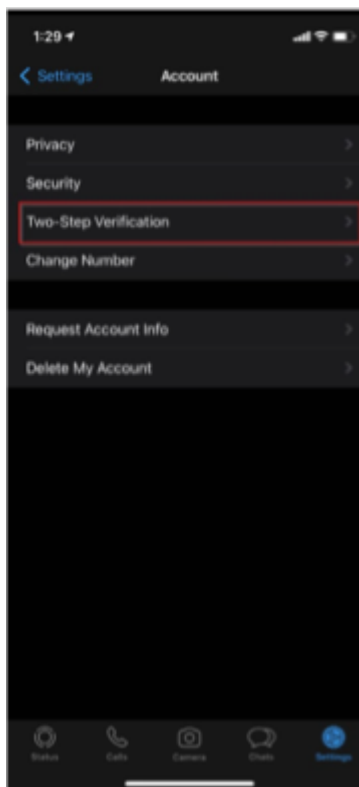 1:29
Settings
Account
Privacy
Security
Two-Step Verification
Change Number
Request Account Info
Delete My Account
Status
Calls
Camera
Chats
Settings